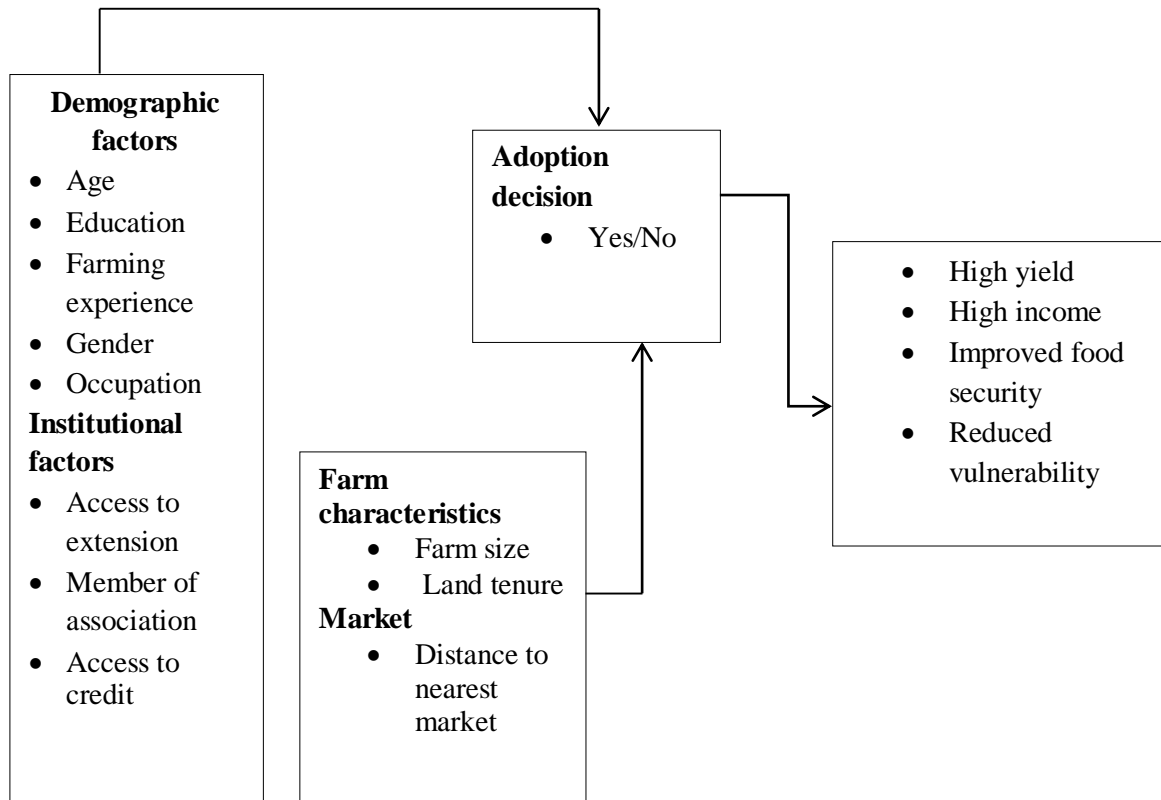 Demographic
factors
• Age
• Education
• Farming
experience
• Gender
• Occupation
Institutional
factors
• Access to
extension
• Member of
association
• Access to
credit
Farm
characteristics
• Farm size
• Land tenure
Market
• Distance to
nearest
market
Adoption
decision
• Yes/No
• High yield
• High income
• Improved food
security
• Reduced
vulnerability